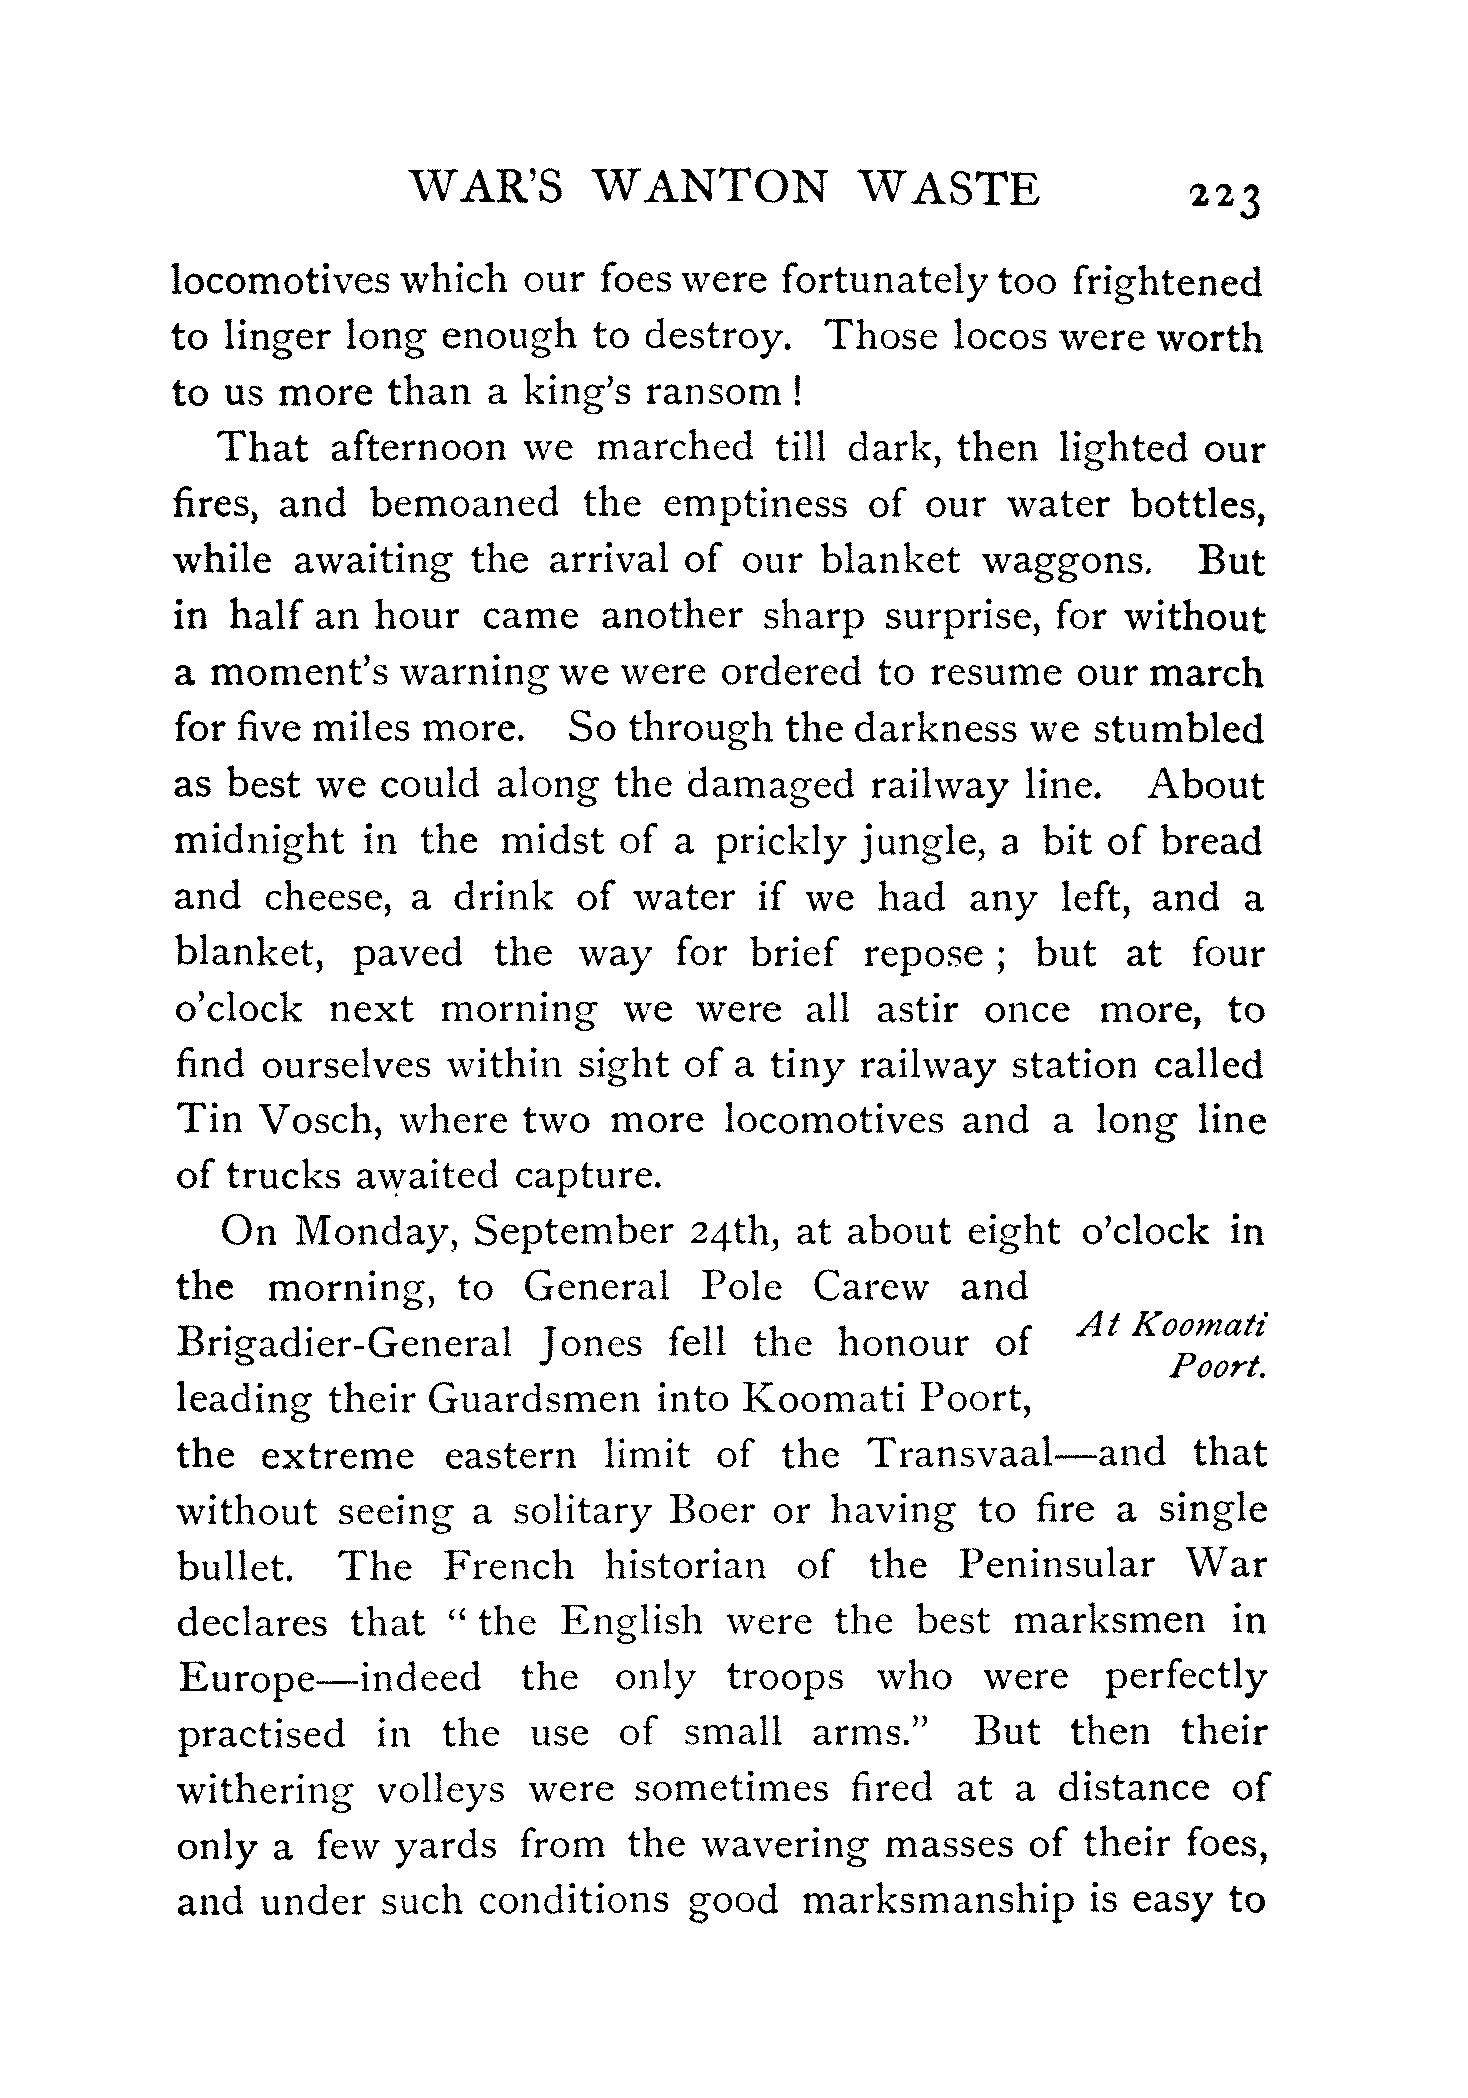 WAR'S WANTON WASTE 223
locomotives which our foes were fortunately too frightened
to linger long enough to destroy. Those locos were worth
to us more than a king's ransom !
That afternoon we marched till dark, then lighted our
fires, and bemoaned the emptiness of our water bottles,
while awaiting the arrival of our blanket waggons. But
in half an hour came another sharp surprise, for without
a moment's warning we were ordered to resume our march
for five miles more. So through the darkness we stumbled
as best we could along the damaged railway line. About
midnight in the midst of a prickly jungle, a bit of bread
and cheese, a drink of water if we had any left, and a
blanket, paved the way for brief repose ; but at four
o'clock next morning we were all astir once more, to
find ourselves within sight of a tiny railway station called
Tin Vosch, where two more locomotives and a long line
of trucks awaited capture.
On Monday, September 24th, at about eight o'clock in
the morning, to General Pole Carew and
Brigadier-General Jones fell the honour of
At Koomati
Poort.
leading their Guardsmen into Koomati Poort,
the extreme eastern limit of the Transvaal—and that
without seeing a solitary Boer or having to fire a single
bullet. The French historian of the Peninsular War
declares that “ the English were the best marksmen in
Europe—indeed the only troops who were perfectly
practised in the use of small arms.” But then their
withering volleys were sometimes fired at a distance of
only a few yards from the wavering masses of their foes,
and under such conditions good marksmanship is easy to